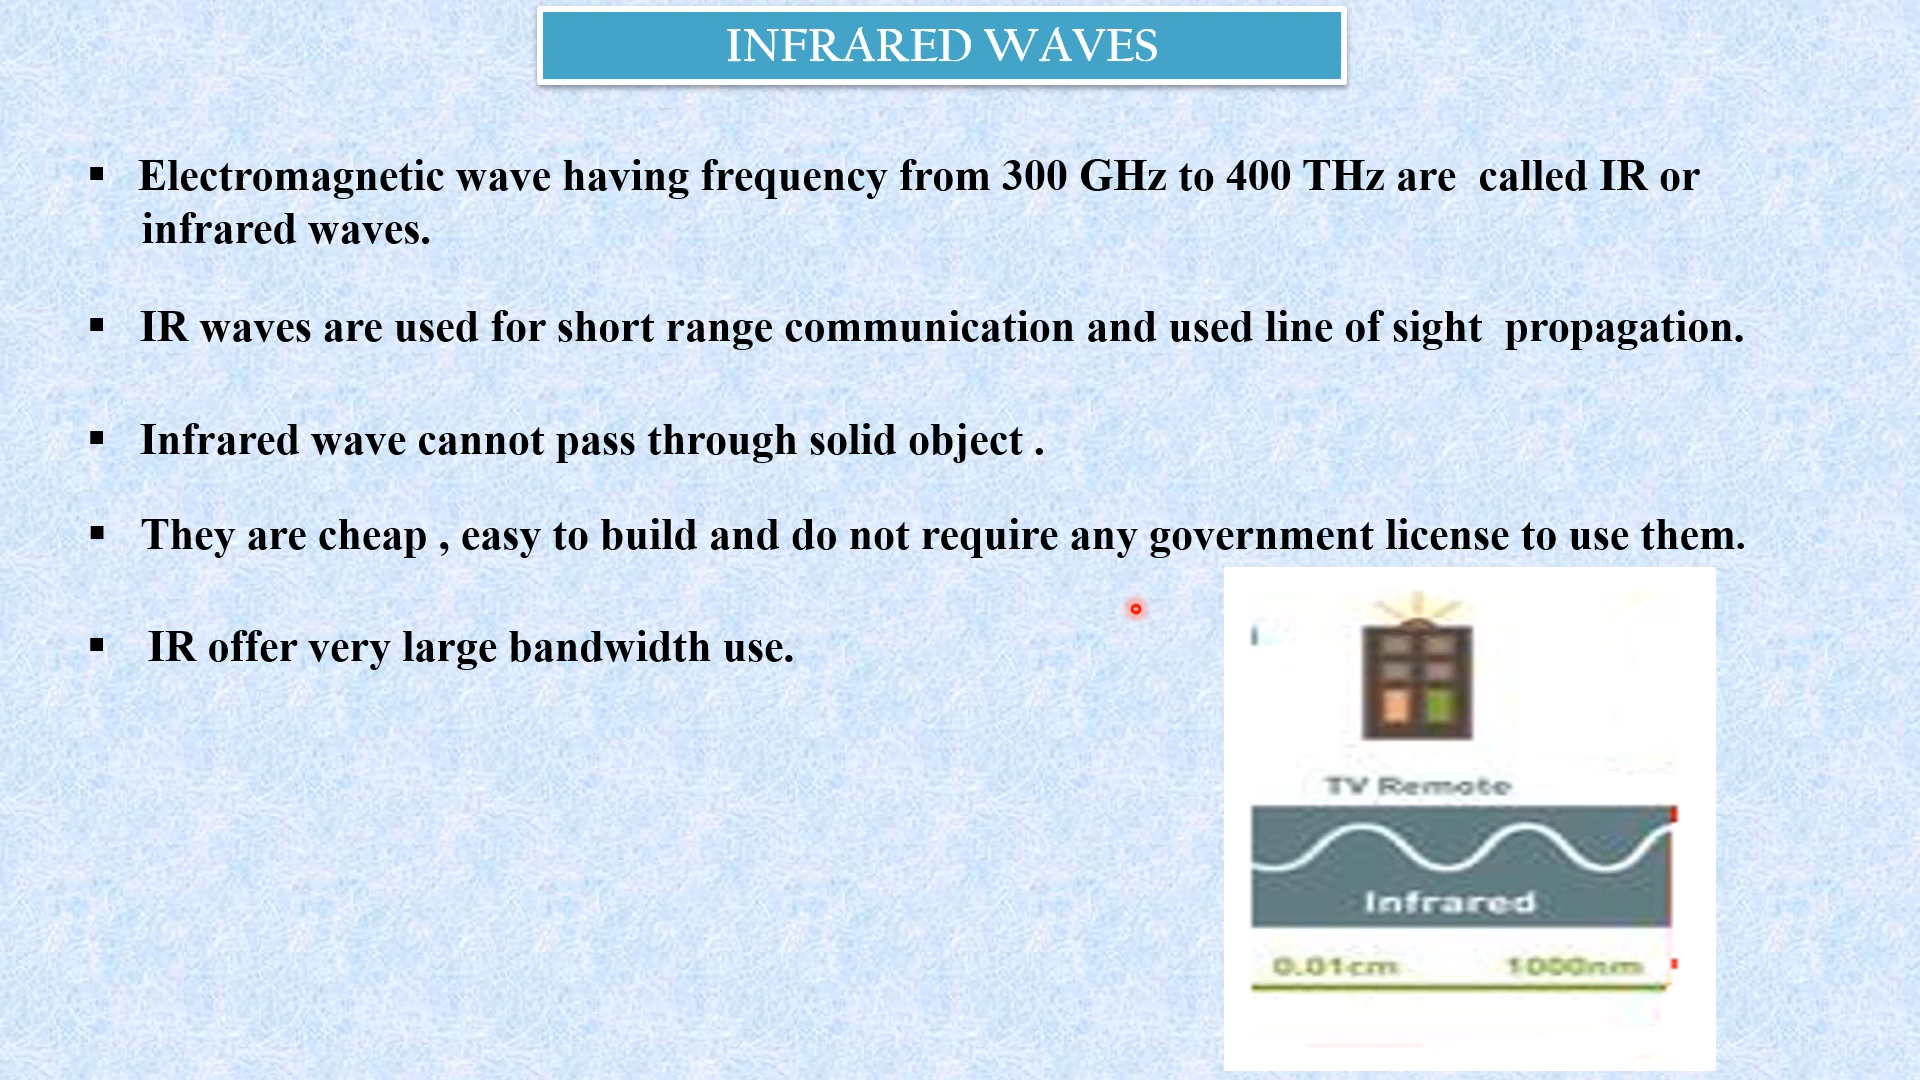 INFRARED WAVES
▪ Electromagnetic wave having frequency from 300 GHz to 400 THz are called IR or
infrared waves.
▪ IR waves are used for short range communication and used line of sight propagation.
▪ Infrared wave cannot pass through solid object .
▪ They are cheap , easy to build and do not require any government license to use them.
▪ IR offer very large bandwidth use.
TV Remote
Infrared
0.01cm 1000nm